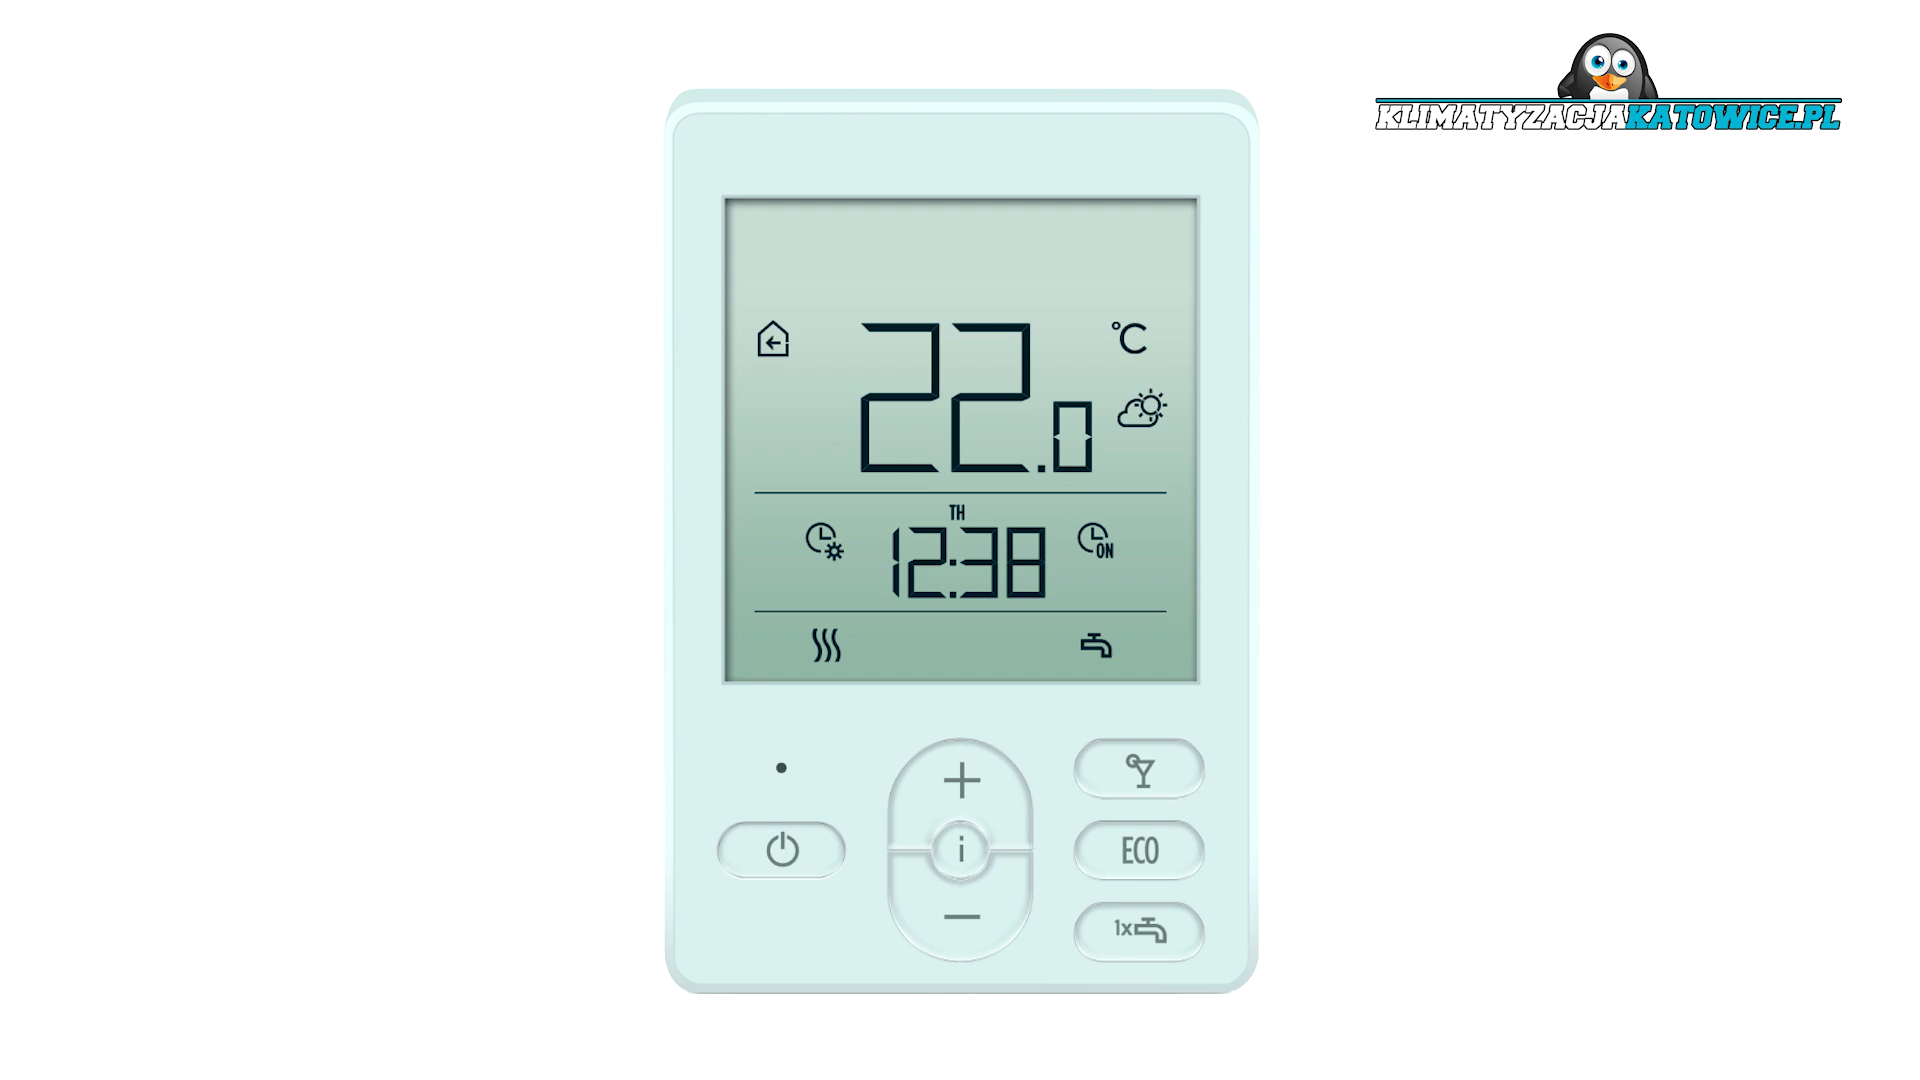 KLIMATYZACJAKATOWICE.PL
22.0 °C
TH
12:38
ON
i
ECO
1x